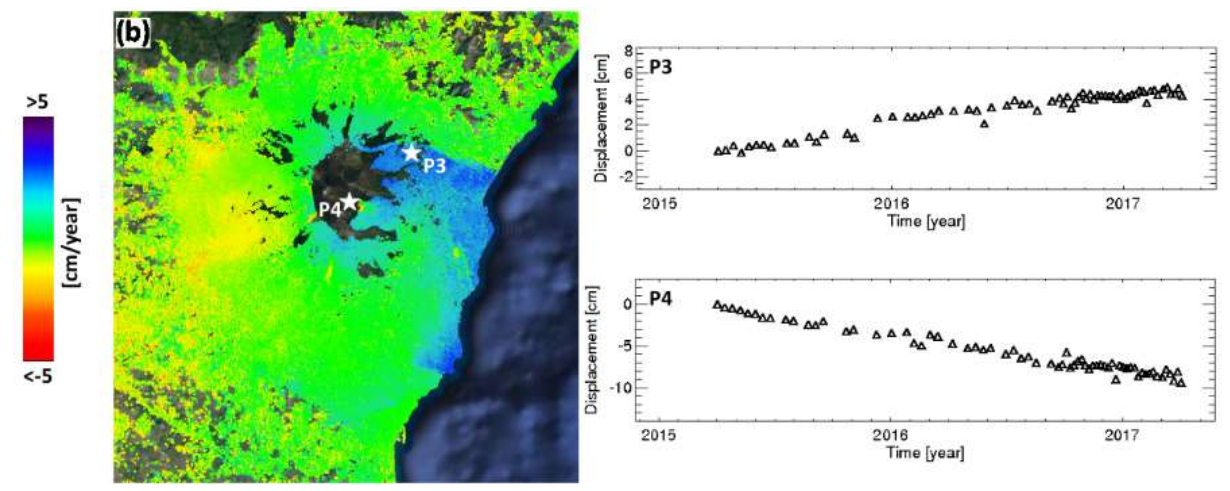 (b)
>5
[cm/year]
<-5
P3
P4
P3
Displacement [cm]
8
6
4
2
0
-2
2015
2016
2017
Time [year]
P4
Displacement [cm]
0
-5
-10
2015
2016
2017
Time [year]